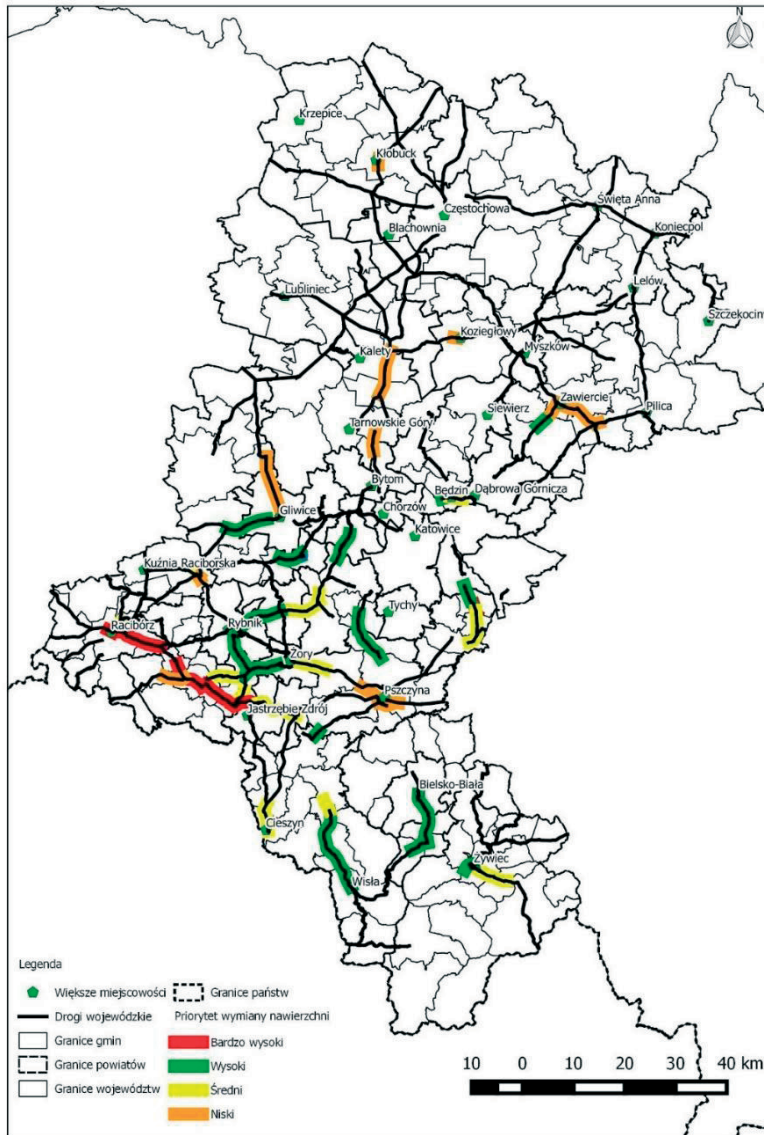 N
Krzepice
Kłobuck
Częstochowa
Święta Anna
Blachownia
Koniecpol
Lubliniec
Lelów
Szczekociny
Koziegłowy
Kalety
Myszków
Zawiercie
Siewierz
Pilica
Tarnowskie Góry
Bytom
Będzin
Dąbrowa Górnicza
Gliwice
Chorzów
Katowice
Kuźnia Raciborska
Racibórz
Rybnik
Tychy
Żory
Pszczyna
Jastrzębie Zdrój
Bielsko-Biała
Cieszyn
Żywiec
Wisła
Legenda
Większe miejscowości
Granice państw
Drogi wojewódzkie
Priorytet wymiany nawierzchni
Granice gmin
Bardzo wysoki
Granice powiatów
Wysoki
Granice województw
Średni
Niski
10 0 10 20 30 40 km